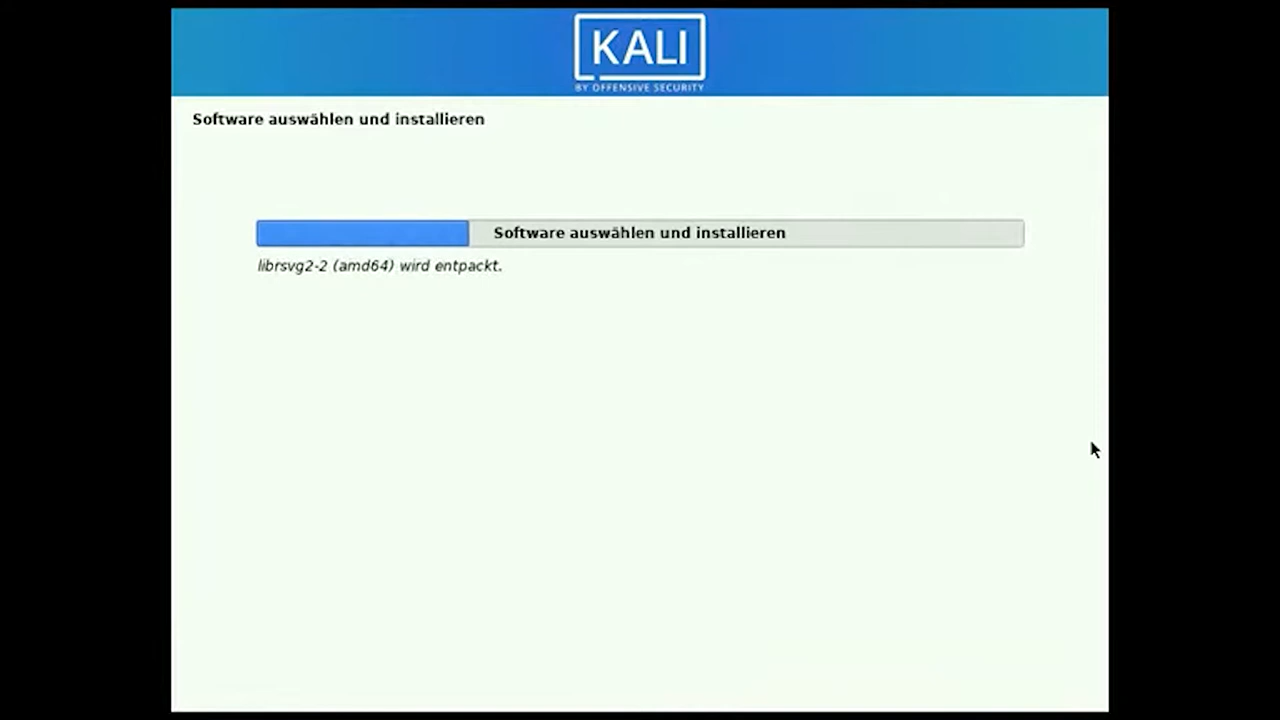 KALI
BY OFFENSIVE SECURITY
Software auswählen und installieren
Software auswählen und installieren
librsvg2-2 (amd64) wird entpackt.